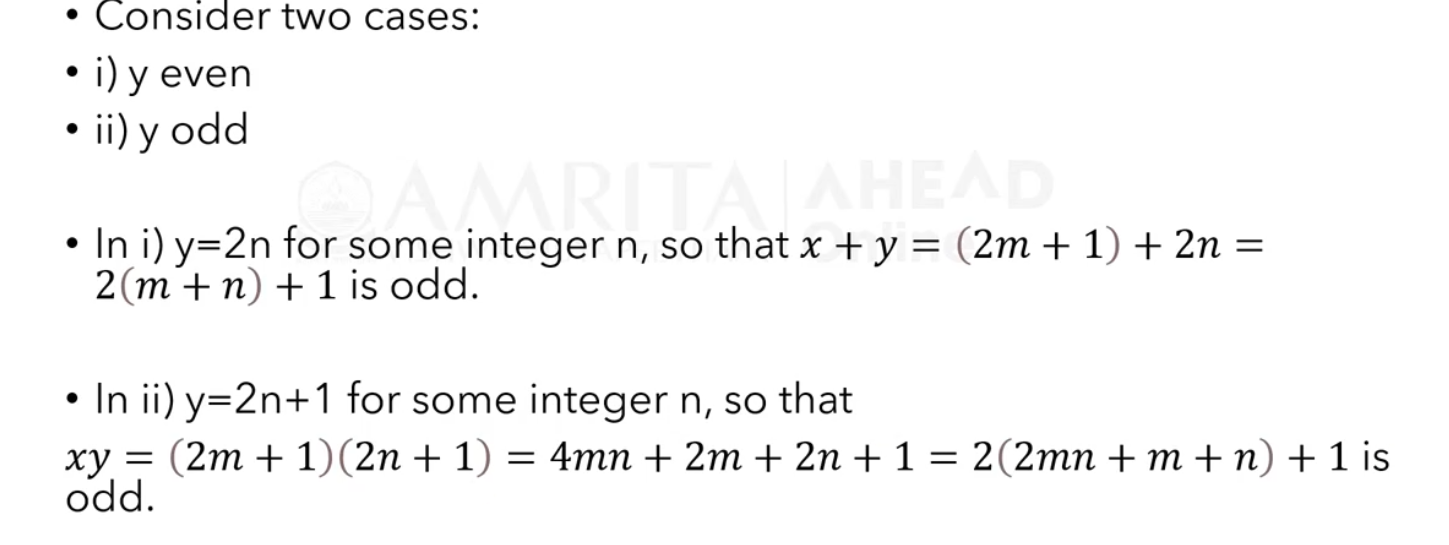 • Consider two cases:
• i) y even
• ii) y odd
AMRITA AHEAD
Online
• In i) y=2n for some integer n, so that x + y = (2m + 1) + 2n =
2(m + n) + 1 is odd.
• In ii) y=2n+1 for some integer n, so that
xy = (2m + 1)(2n + 1) = 4mn + 2m + 2n + 1 = 2(2mn + m + n) + 1 is
odd.